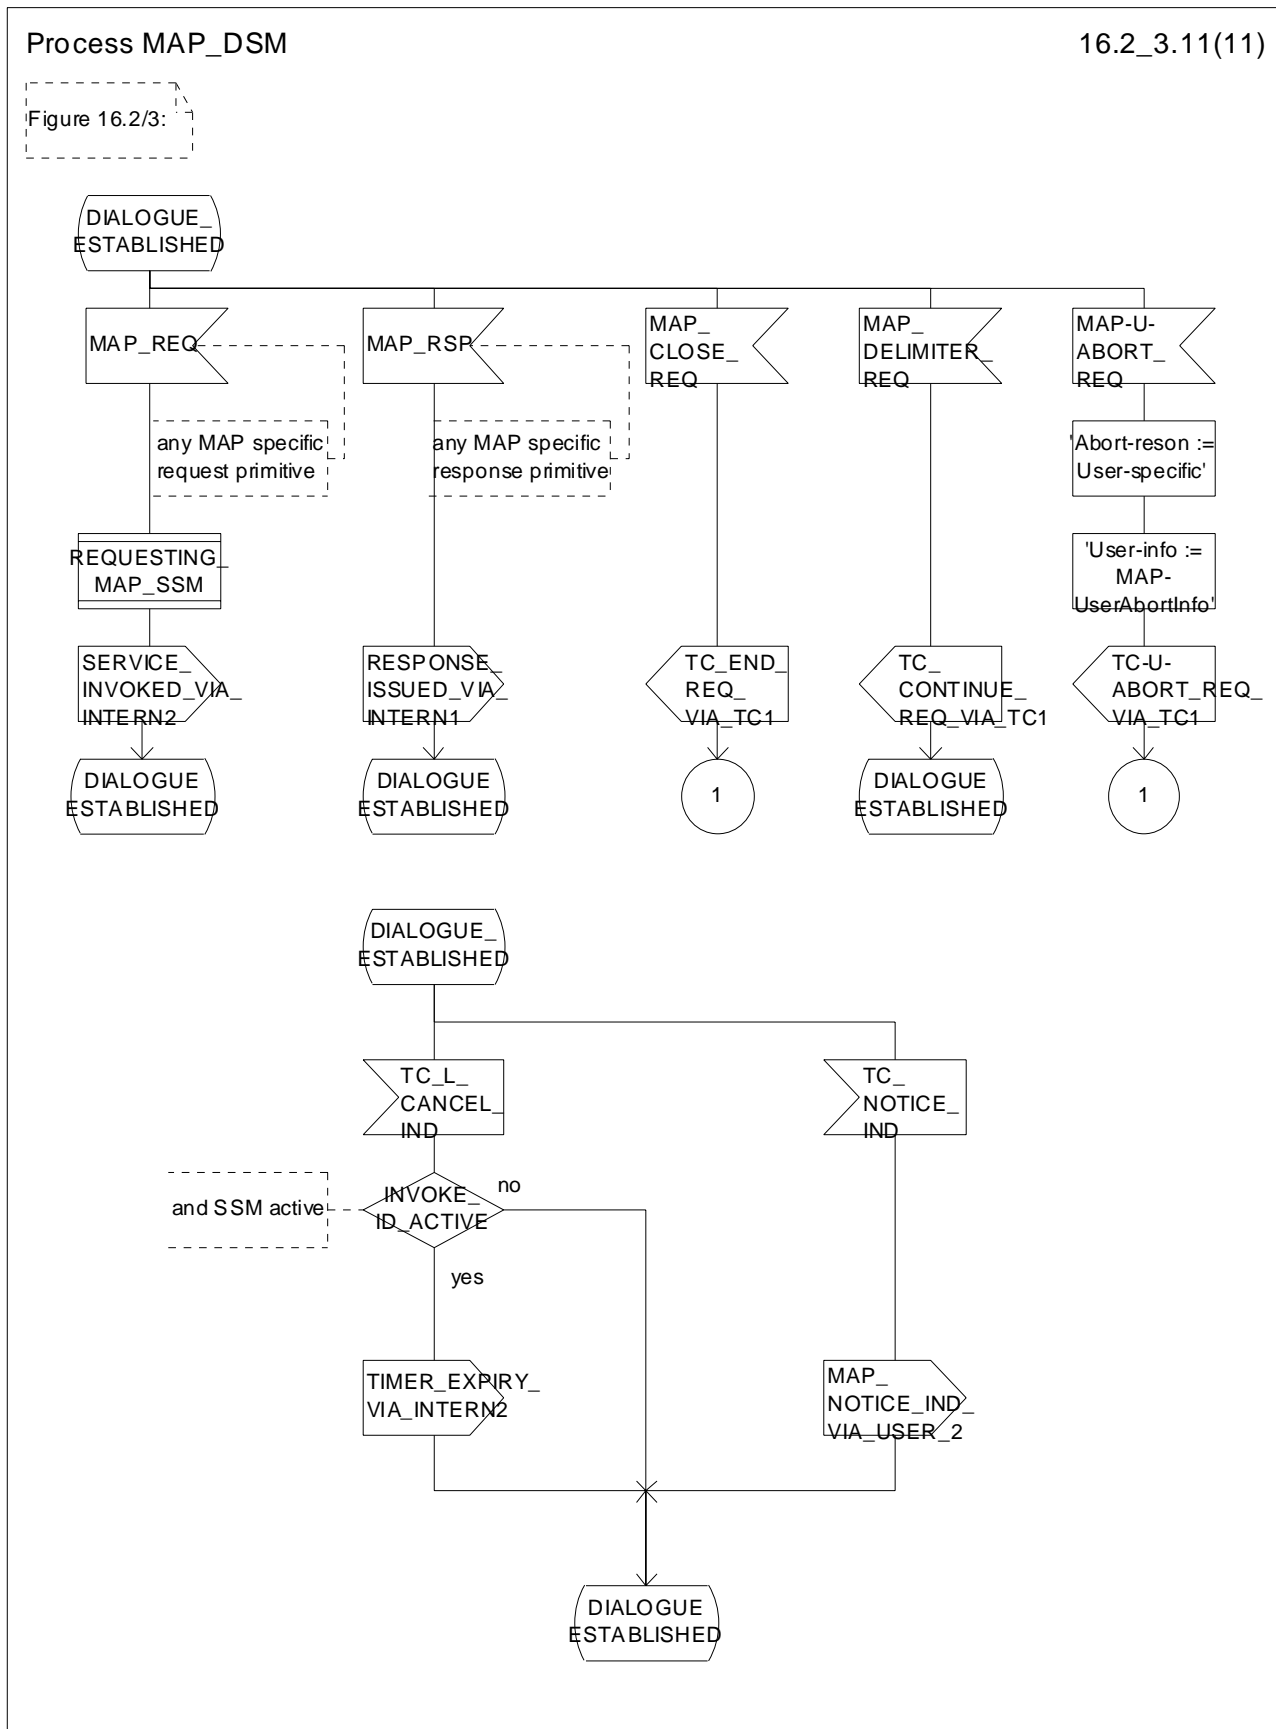 Process MAP_DSM
16.2_3.11(11)
Figure 16.2/3:
DIALOGUE_
ESTABLISHED
MAP_REQ
MAP_RSP
MAP_
CLOSE_
REQ
MAP_
DELIMITER_
REQ
MAP-U-
ABORT_
REQ
any MAP specific
request primitive
any MAP specific
response primitive
'Abort-reson :=
User-specific'
REQUESTING_
MAP_SSM
'User-info :=
MAP-
UserAbortInfo'
SERVICE_
INVOKED_VIA_
INTERN2
RESPONSE_
ISSUED_VIA_
INTERN1
TC_END_
REQ_
VIA_TC1
TC_
CONTINUE_
REQ_VIA_TC1
TC-U-
ABORT_REQ_
VIA_TC1
DIALOGUE
ESTABLISHED
DIALOGUE
ESTABLISHED
1
DIALOGUE
ESTABLISHED
1
DIALOGUE_
ESTABLISHED
TC_L_
CANCEL_
IND
TC_
NOTICE_
IND
and SSM active
INVOKE_
ID_ACTIVE
no
yes
TIMER_EXPIRY_
VIA_INTERN2
MAP_
NOTICE_IND_
VIA_USER_2
DIALOGUE
ESTABLISHED